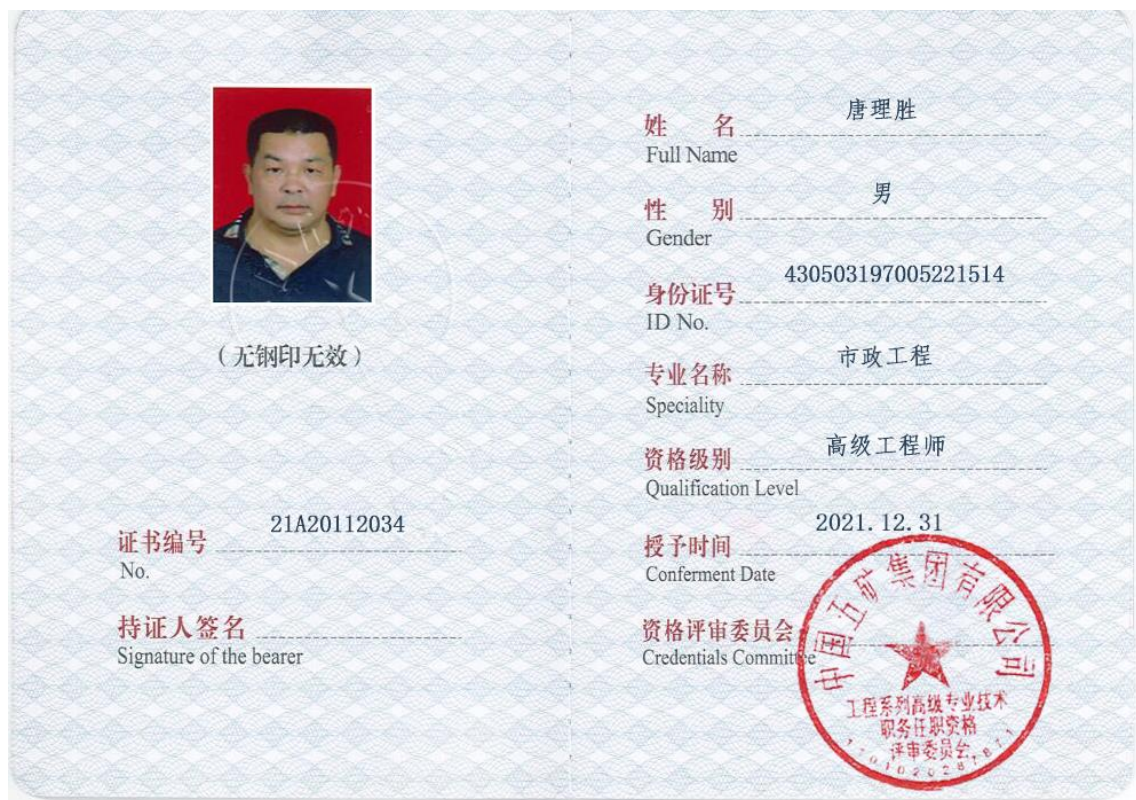 (无钢印无效)
证书编号 21A20112034
No.
持证人签名
Signature of the bearer
姓 名 唐理胜
Full Name
性 别 男
Gender
身份证号 430503197005221514
ID No.
专业名称 市政工程
Speciality
资格级别 高级工程师
Qualification Level
授予时间 2021.12.31
Conferment Date
资格评审委员会
Credentials Committee
中国五矿集团有限公司
工程系列高级专业技术
职务任职资格
评审委员会